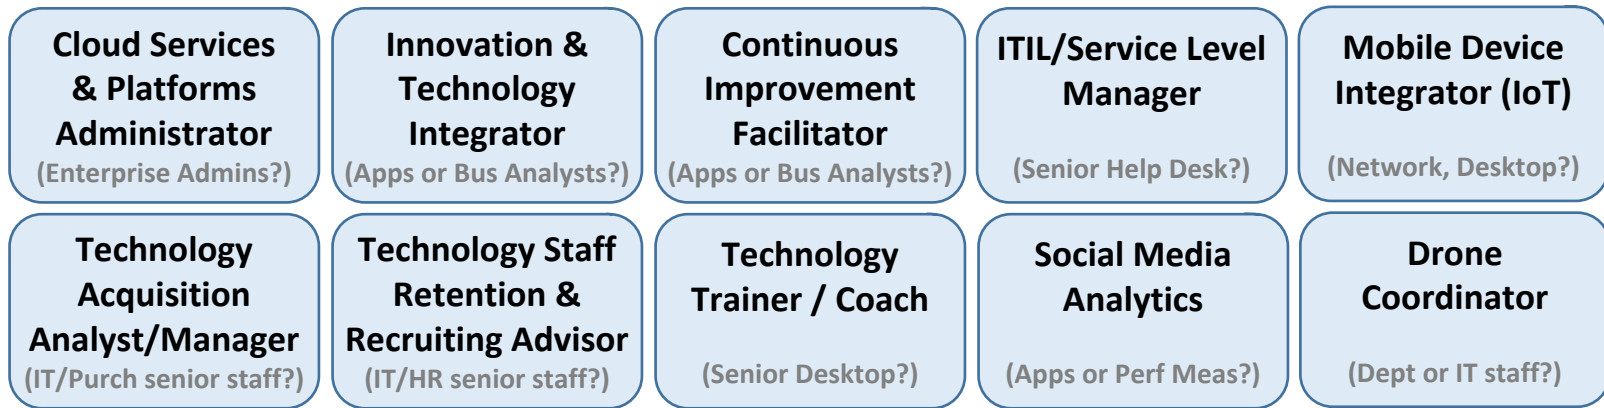 Cloud Services
& Platforms
Administrator
(Enterprise Admins?)
Innovation &
Technology
Integrator
(Apps or Bus Analysts?)
Continuous
Improvement
Facilitator
(Apps or Bus Analysts?)
ITIL/Service Level
Manager
(Senior Help Desk?)
Mobile Device
Integrator (IoT)
(Network, Desktop?)
Technology
Acquisition
Analyst/Manager
(IT/Purch senior staff?)
Technology Staff
Retention &
Recruiting Advisor
(IT/HR senior staff?)
Technology
Trainer / Coach
(Senior Desktop?)
Social Media
Analytics
(Apps or Perf Meas?)
Drone
Coordinator
(Dept or IT staff?)